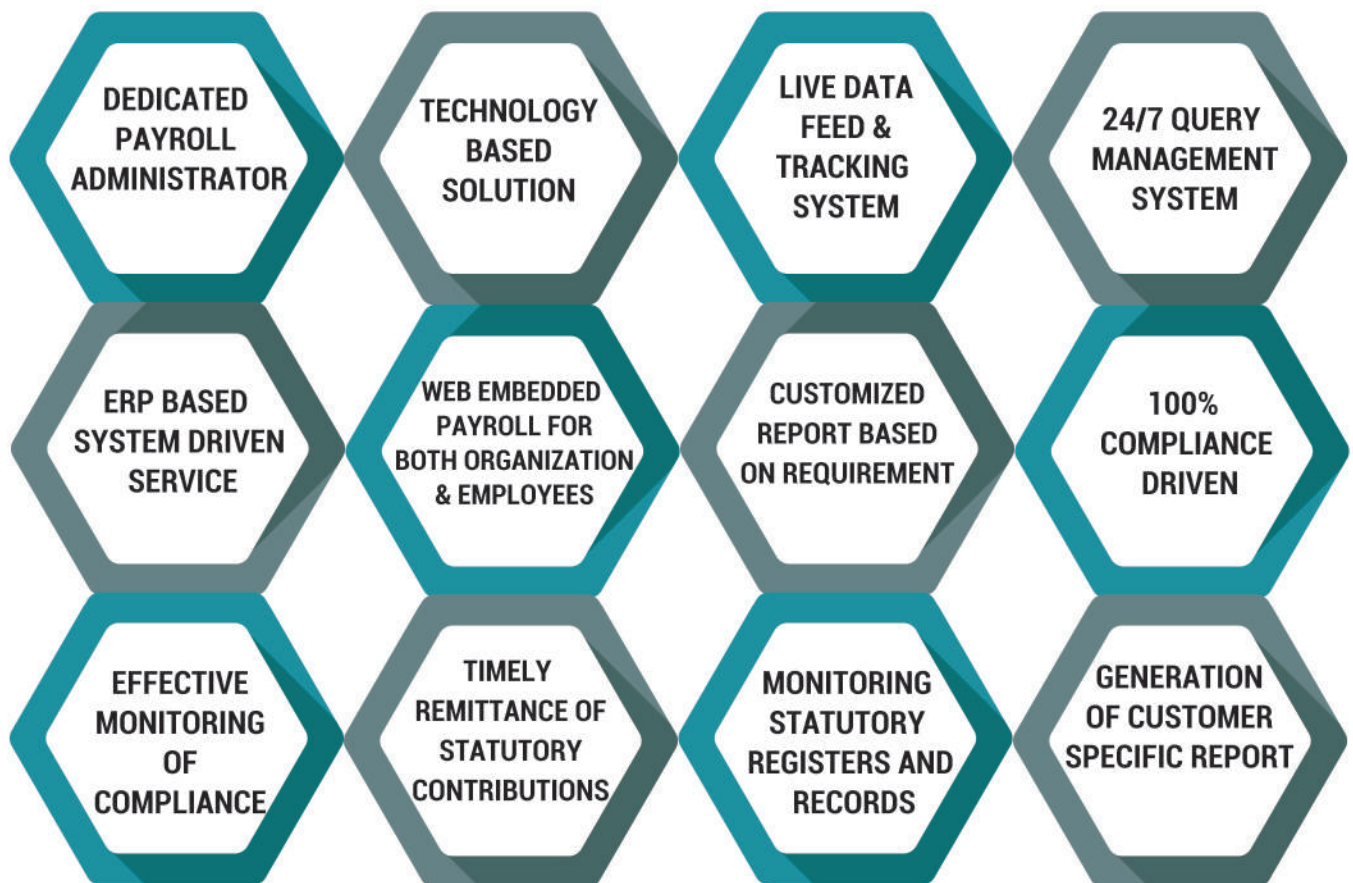 DEDICATED
PAYROLL
ADMINISTRATOR
TECHNOLOGY
BASED
SOLUTION
LIVE DATA
FEED &
TRACKING
SYSTEM
24/7 QUERY
MANAGEMENT
SYSTEM
ERP BASED
SYSTEM DRIVEN
SERVICE
WEB EMBEDDED
PAYROLL FOR
BOTH ORGANIZATION
& EMPLOYEES
CUSTOMIZED
REPORT BASED
ON REQUIREMENT
100%
COMPLIANCE
DRIVEN
EFFECTIVE
MONITORING
OF
COMPLIANCE
TIMELY
REMITTANCE OF
STATUTORY
CONTRIBUTIONS
MONITORING
STATUTORY
REGISTERS AND
RECORDS
GENERATION
OF CUSTOMER
SPECIFIC REPORT